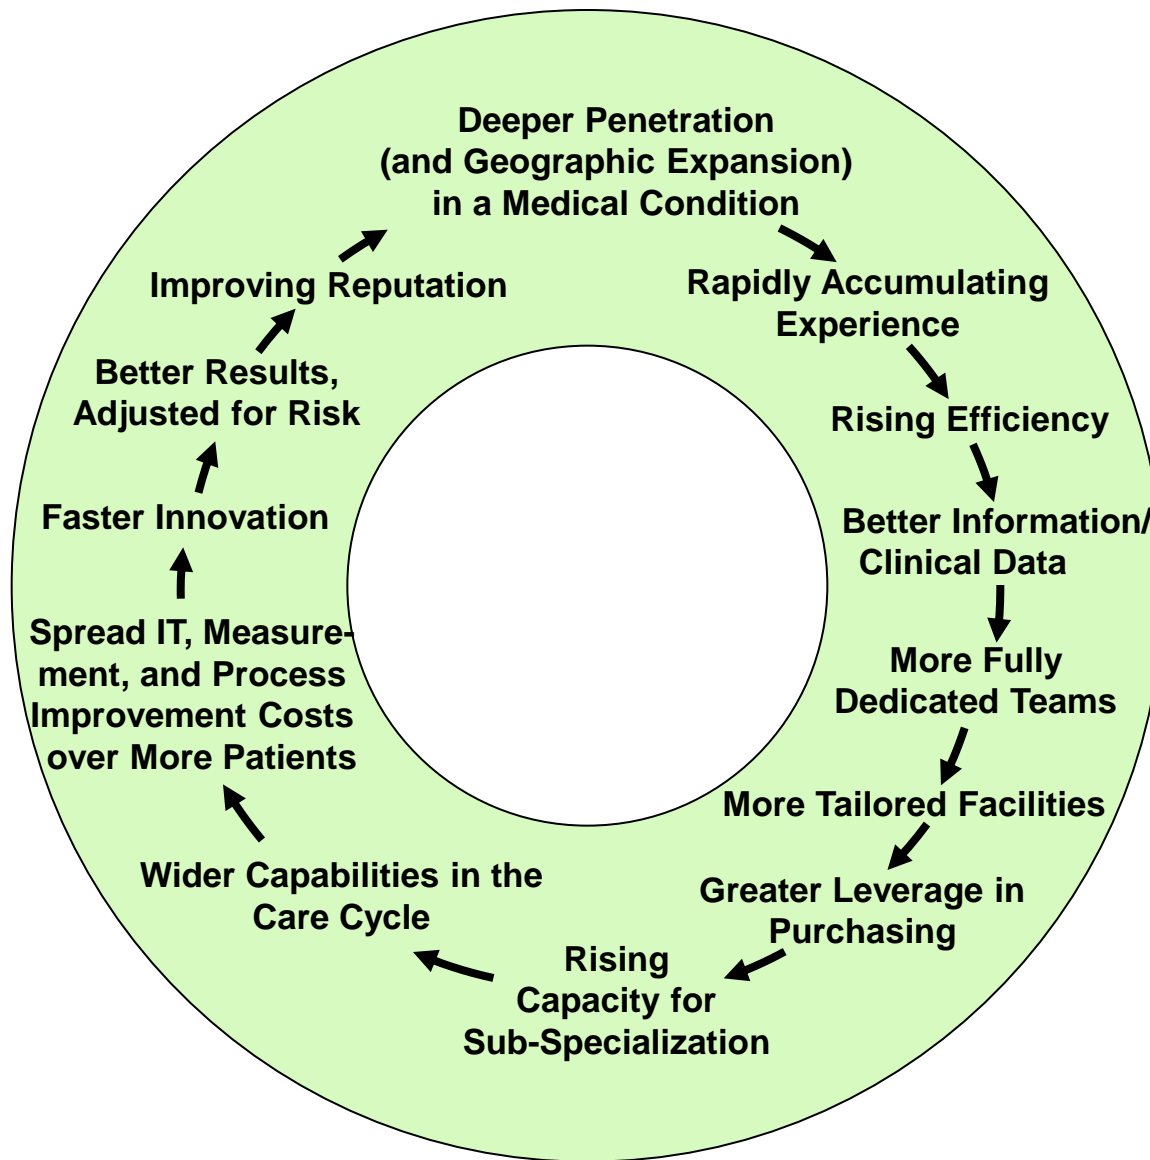 Deeper Penetration
(and Geographic Expansion)
in a Medical Condition
Rapidly Accumulating
Experience
Rising Efficiency
Better Information/
Clinical Data
More Fully
Dedicated Teams
More Tailored Facilities
Greater Leverage in
Purchasing
Rising
Capacity for
Sub-Specialization
Wider Capabilities in the
Care Cycle
Spread IT, Measure-
ment, and Process
Improvement Costs
over More Patients
Faster Innovation
Better Results,
Adjusted for Risk
Improving Reputation